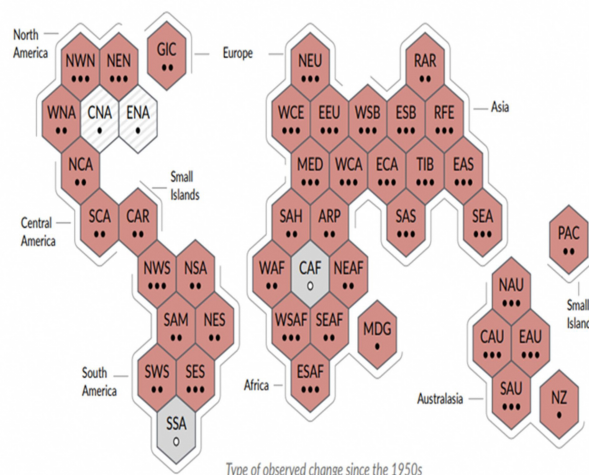 North
America
NWN
NEN
GIC
Europe
NEU
RAR
WNA
CNA
ENA
WCE
EEU
WSB
ESB
RFE
Asia
NCA
MED
WCA
ECA
TIB
EAS
Small
Islands
Central
America
SCA
CAR
SAH
ARP
SAS
SEA
PAC
NWS
NSA
WAF
CAF
NEAF
NAU
Small
Island
SAM
NES
WSAF
SEAF
MDG
CAU
EAU
South
America
SWS
SES
Africa
ESAF
Australasia
SAU
NZ
SSA
Type of observed change since the 1950s